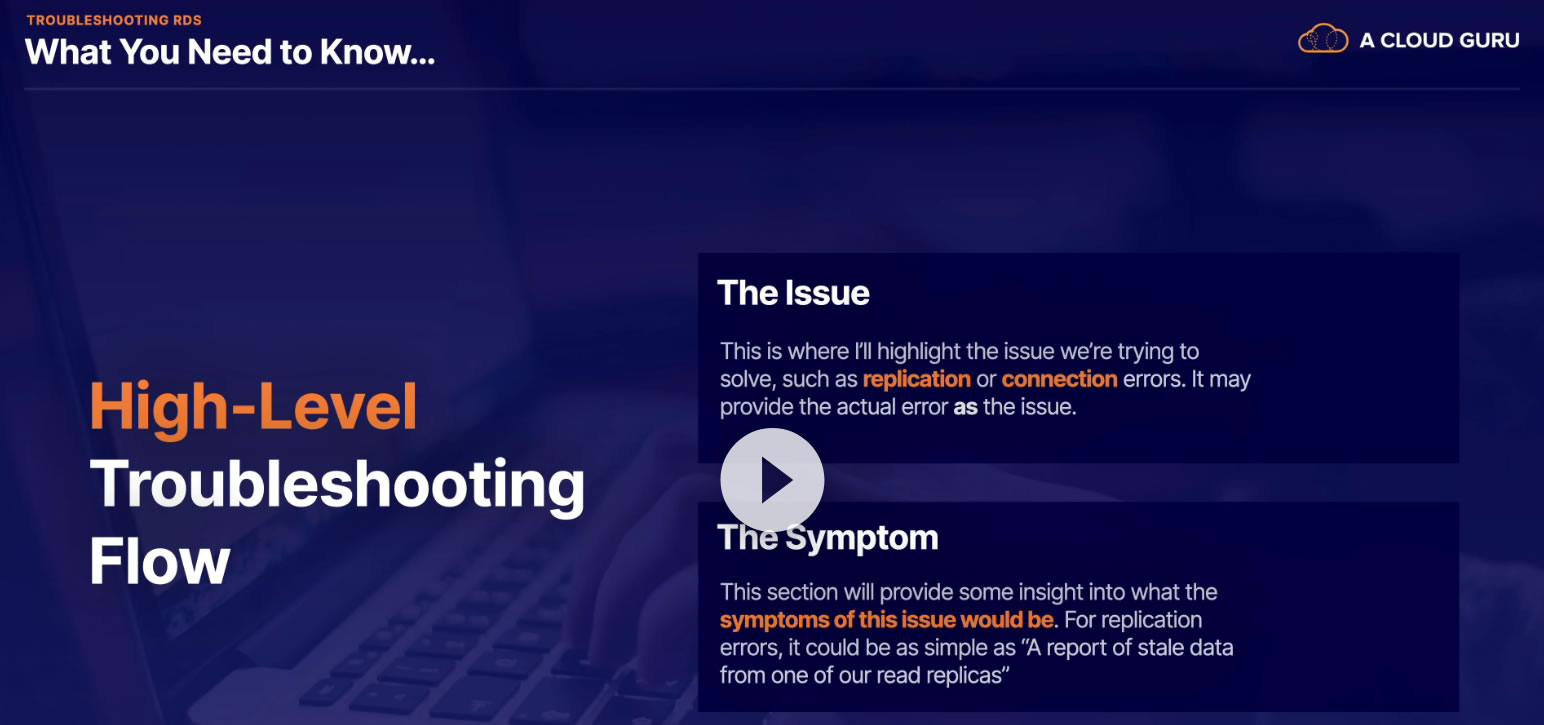 TROUBLESHOOTING RDS
What You Need to Know...
A CLOUD GURU
High-Level
Troubleshooting
Flow
The Issue
This is where I'll highlight the issue we're trying to
solve, such as replication or connection errors. It may
provide the actual error as the issue.
The Symptom
This section will provide some insight into what the
symptoms of this issue would be. For replication
errors, it could be as simple as “A report of stale data
from one of our read replicas”